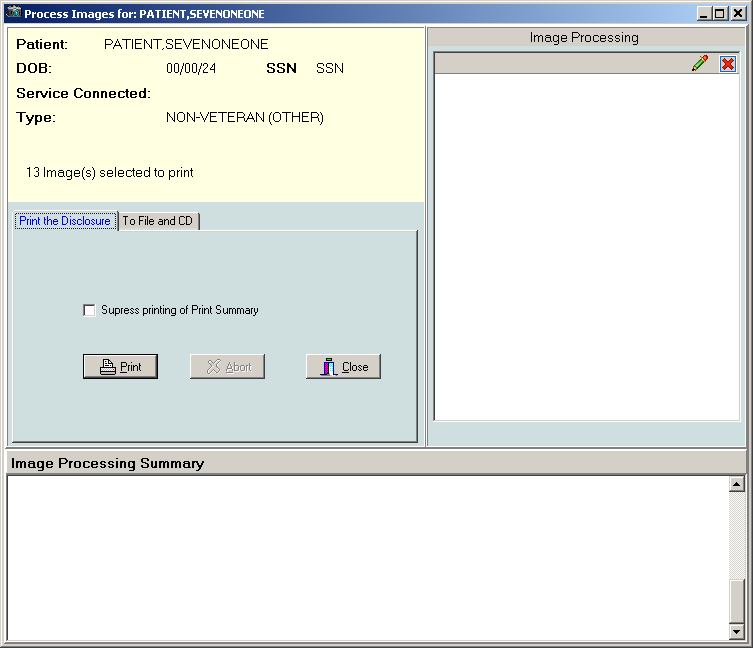 Process Images for: PATIENT,SEVENONEONE
Patient: PATIENT,SEVENONEONE
DOB: 00/00/24 SSN SSN
Service Connected:
Type: NON-VETERAN (OTHER)
13 Image(s) selected to print
Print the Disclosure To File and CD
Supress printing of Print Summary
Print Abort Close
Image Processing
Image Processing Summary